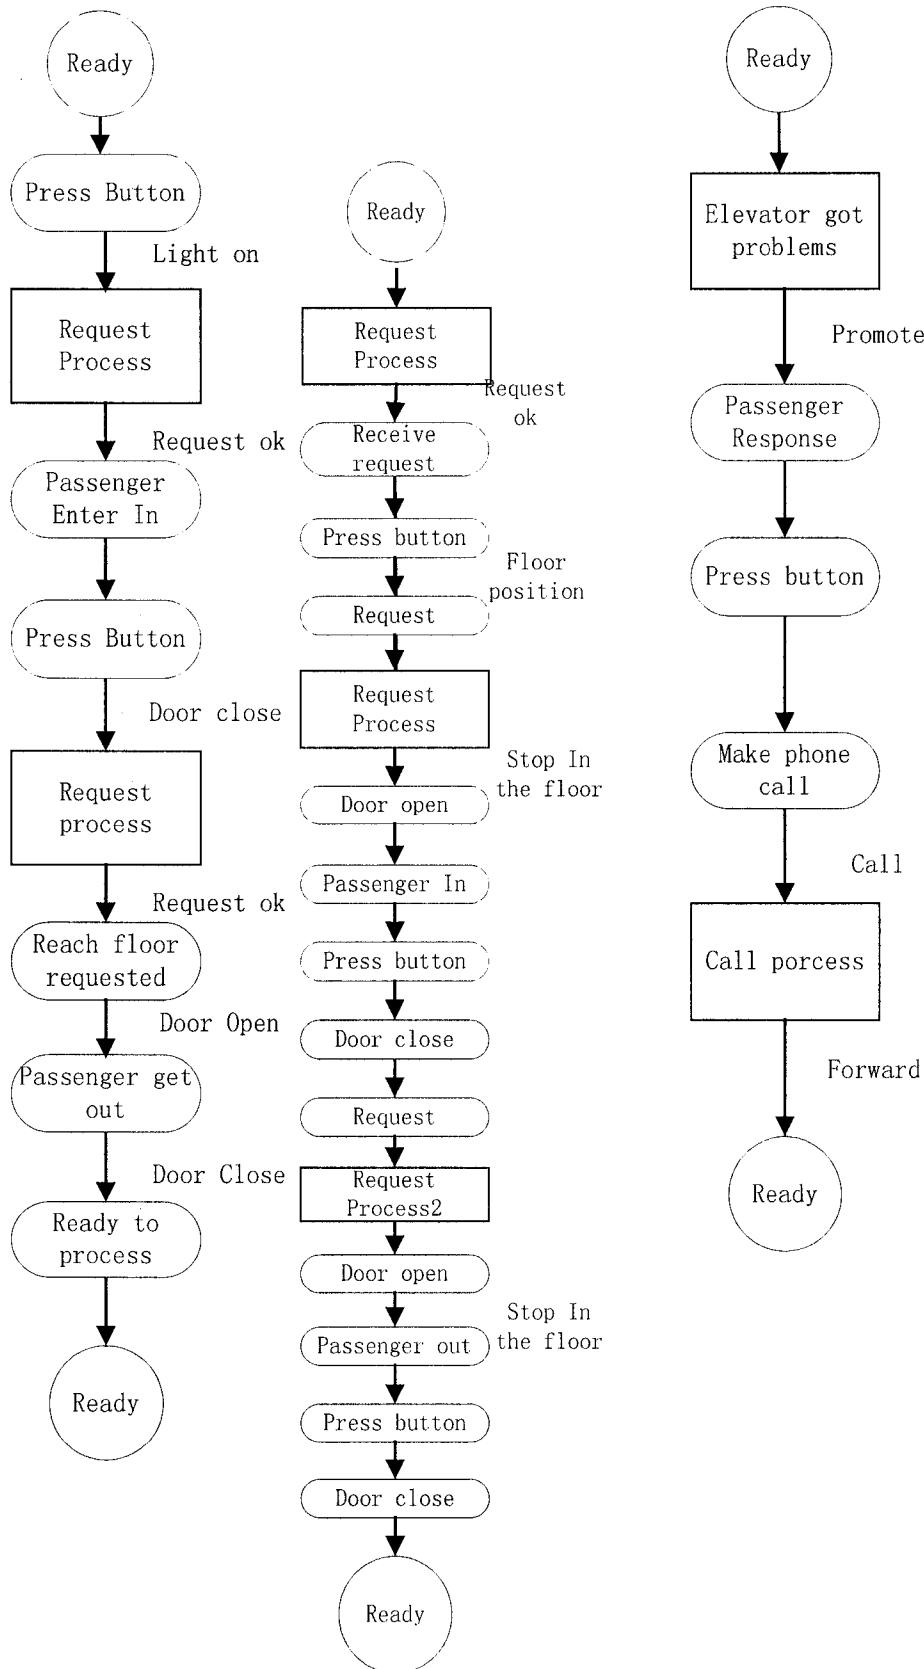 Ready
Press Button
Light on
Request
Process
Request ok
Passenger
Enter In
Press Button
Door close
Request
process
Request ok
Reach floor
requested
Door Open
Passenger get
out
Door Close
Ready to
process
Ready
Ready
Request
Process
Request
ok
Receive
request
Press button
Floor
position
Request
Request
Process
Stop In
the floor
Door open
Passenger In
Press button
Door close
Request
Request
Process2
Door open
Stop In
the floor
Passenger out
Press button
Door close
Ready
Ready
Elevator got
problems
Promote
Passenger
Response
Press button
Make phone
call
Call
Call porcess
Forward
Ready